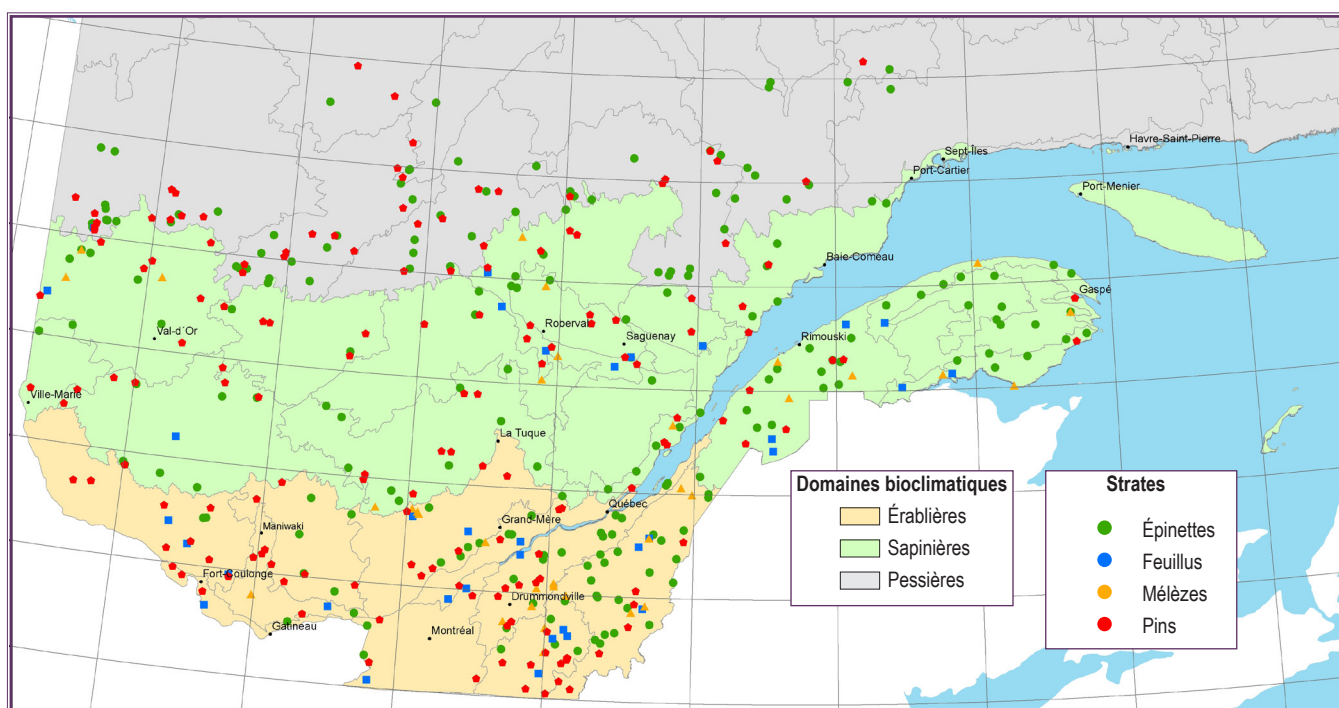 Havre-Saint-Pierre
Sept-Îles
Port-Cartier
Port-Menier
Baie-Comeau
Gaspé
Val-d´Or
Roberval
Saguenay
Rimouski
Ville-Marie
La Tuque
Québec
Grand-Mère
Maniwaki
Fort-Coulonge
Drummondville
Gatineau
Montréal
Domaines bioclimatiques
Érablières
Sapinières
Pessières
Strates
Épinettes
Feuillus
Mélèzes
Pins